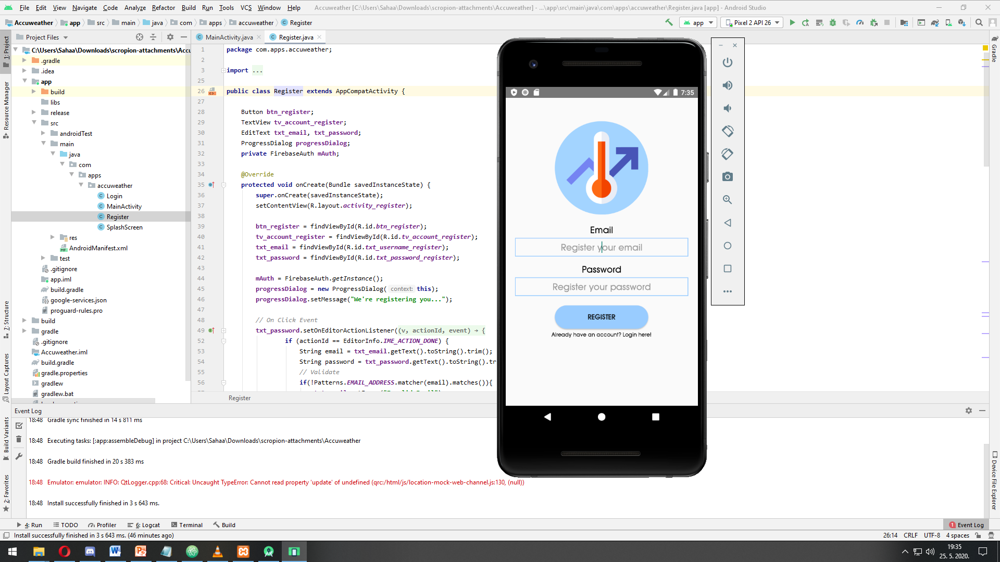 File Edit View Navigate Code Analyze Refactor Build Run Tools VCS Window Help Accuweather [C:\Users\Sahaa\Downloads\scropion-attachments\Accuweather] - ...\app\src\main\java\com\apps\accuweather\Register.java [app] - Android Studio
Accuweather app src main java com apps accuweather Register app Pixel 2 API 26
Project Files MainActivity.java Register.java
1: Project
Resource Manager
7: Structure
Layout Captures
Build Variants
2: Favorites
C:\Users\Sahaa\Downloads\scropion-attachments\Accu
.gradle
.idea
app
build
libs
release
src
androidTest
main
java
com
apps
accuweather
Login
MainActivity
Register
SplashScreen
res
AndroidManifest.xml
test
.gitignore
app.iml
build.gradle
google-services.json
proguard-rules.pro
build
gradle
.gitignore
Accuweather.iml
build.gradle
gradle.properties
gradlew
gradlew.bat
1 package com.apps.accuweather;
2
3 import ...
25
26 public class Register extends AppCompatActivity {
27
28 Button btn_register;
29 TextView tv_account_register;
30 EditText txt_email, txt_password;
31 ProgressDialog progressDialog;
32 private FirebaseAuth mAuth;
33
34 @Override
35 protected void onCreate(Bundle savedInstanceState) {
36 super.onCreate(savedInstanceState);
37 setContentView(R.layout.activity_register);
38
39 btn_register = findViewById(R.id.btn_register);
40 tv_account_register = findViewById(R.id.tv_account_register);
41 txt_email = findViewById(R.id.txt_username_register);
42 txt_password = findViewById(R.id.txt_password_register);
43
44 mAuth = FirebaseAuth.getInstance();
45 progressDialog = new ProgressDialog( context: this);
46 progressDialog.setMessage("We're registering you...");
47
48 // On Click Event
49 txt_password.setOnEditorActionListener((v, actionId, event) → {
52 if (actionId == EditorInfo.IME_ACTION_DONE) {
53 String email = txt_email.getText().toString().trim();
54 String password = txt_password.getText().toString().tr
55 // Validate
56 if(!Patterns.EMAIL_ADDRESS.matcher(email).matches()){
Register
7:35
Email
Register your email
Password
Register your password
REGISTER
Already have an account? Login here!
Gradle
Device File Explorer
Event Log
18:48 Gradle sync finished in 14 s 811 ms
18:48 Executing tasks: [:app:assembleDebug] in project C:\Users\Sahaa\Downloads\scropion-attachments\Accuweather
18:48 Gradle build finished in 20 s 383 ms
18:48 Emulator: emulator: INFO: QtLogger.cpp:68: Critical: Uncaught TypeError: Cannot read property 'update' of undefined (qrc:/html/js/location-mock-web-channel.js:130, (null))
18:48 Install successfully finished in 3 s 643 ms.
4: Run TODO Profiler 6: Logcat Terminal Build 1 Event Log
Install successfully finished in 3 s 643 ms. (46 minutes ago) 26:14 CRLF UTF-8 4 spaces
19:35
25. 5. 2020.